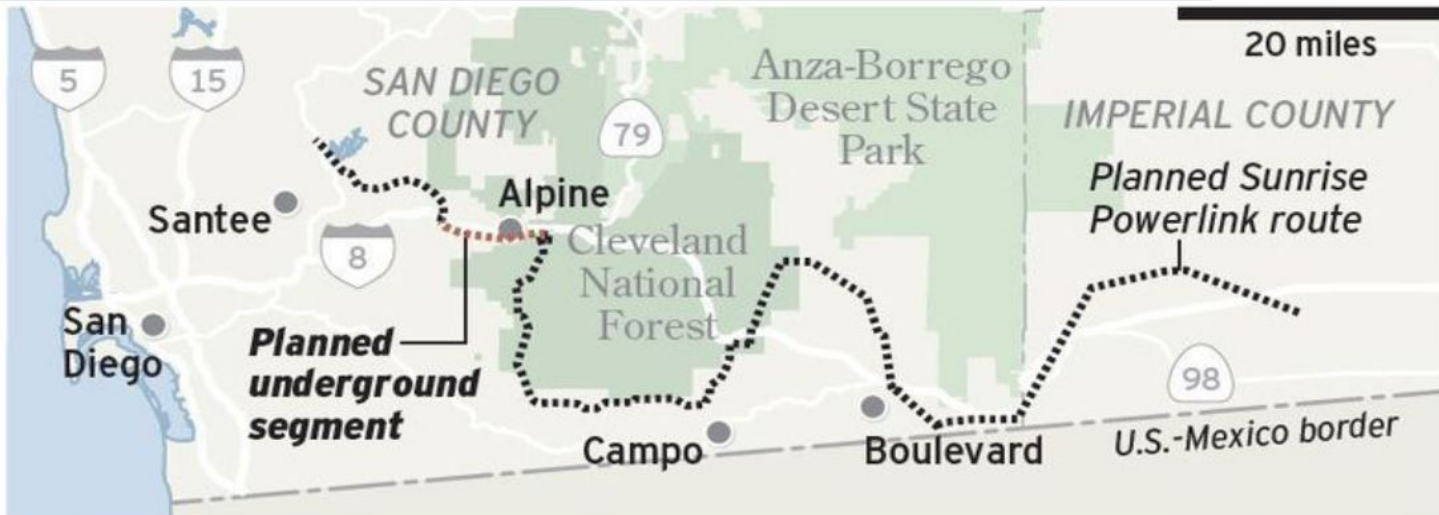 20 miles
5
15
SAN DIEGO
COUNTY
79
Anza-Borrego
Desert State
Park
IMPERIAL COUNTY
Planned Sunrise
Powerlink route
Santee
Alpine
8
Cleveland
National
Forest
San
Diego
Planned
underground
segment
98
Campo
Boulevard
U.S.-Mexico border